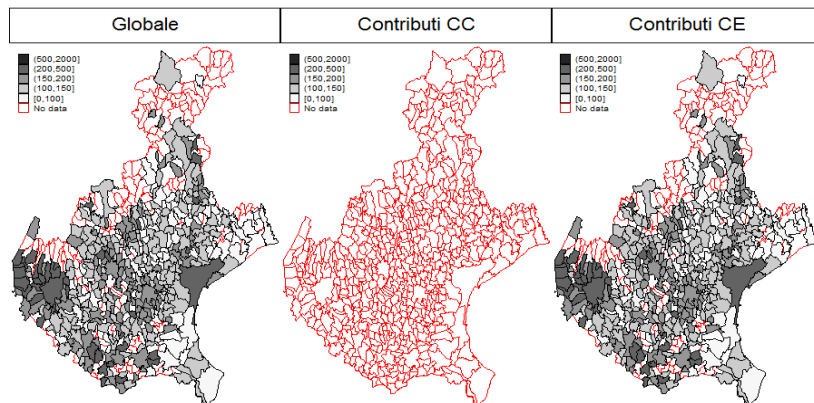 Globale
Contributi CC
Contributi CE
(500,2000]
(200,500]
(150,200]
(100,150]
[0,100]
No data
(500,2000]
(200,500]
(150,200]
(100,150]
[0,100]
No data
(500,2000]
(200,500]
(150,200]
(100,150]
[0,100]
No data